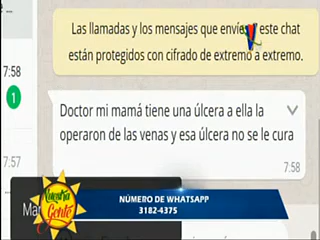 Las llamadas y los mensajes que envíes este chat
están protegidos con cifrado de extremo a extremo.
7:58
1
Doctor mi mamá tiene una úlcera a ella la
operaron de las venas y esa úlcera no se le cura
7:57
7:58
NÚMERO DE WHATSAPP
3182-4375
Nuestra
Gente